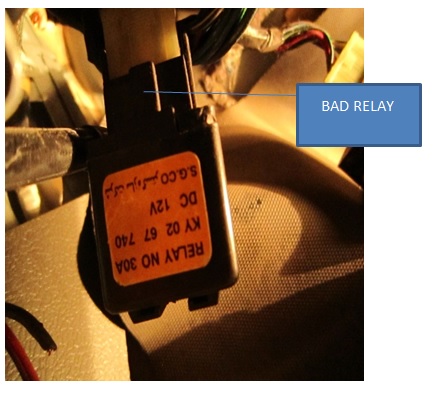 BAD RELAY
RELAY NO 30A
KY 02 67 740
DC 12V
S.G.CO